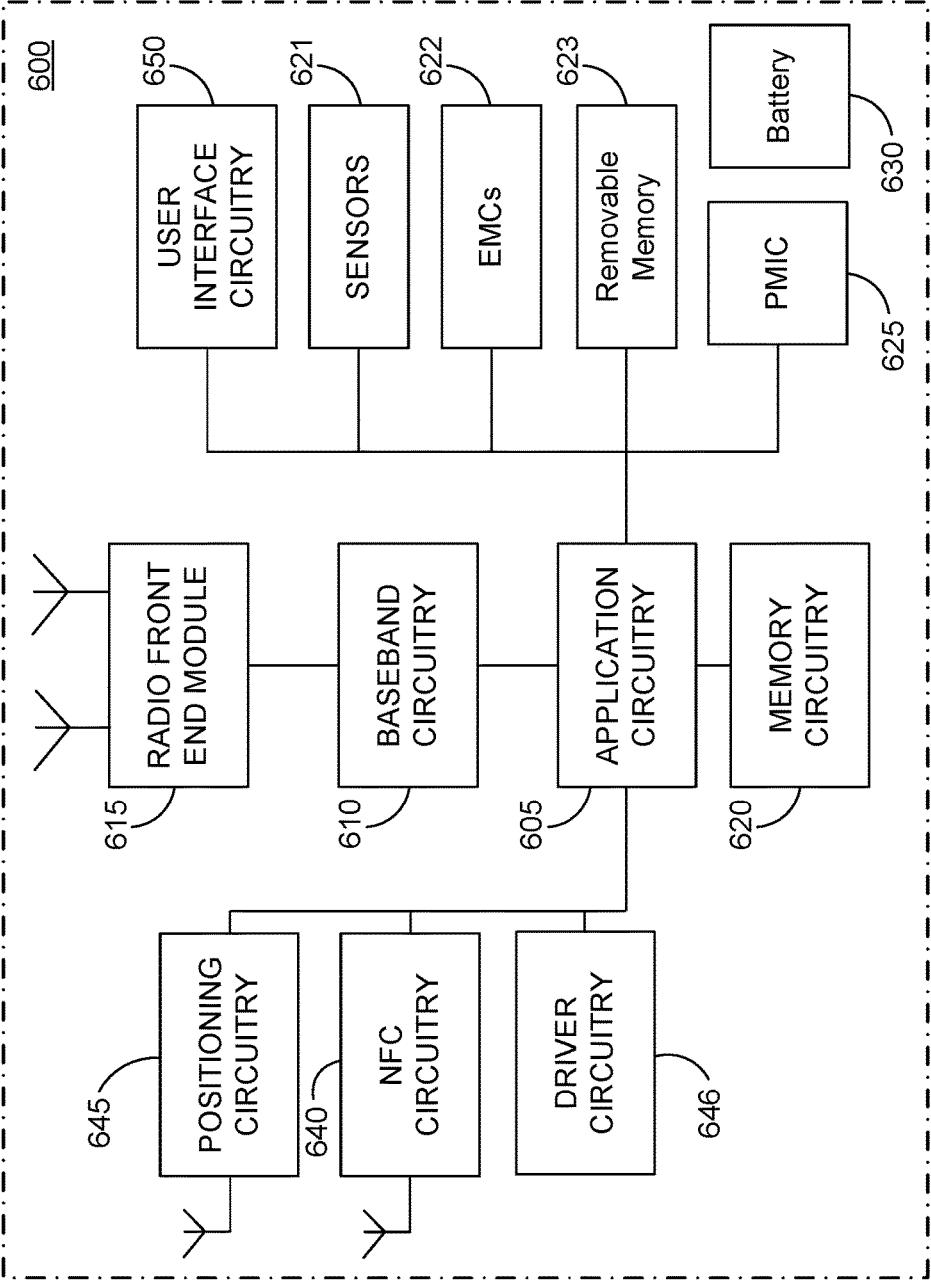 600
645
POSITIONING
CIRCUITRY
640
NFC
CIRCUITRY
DRIVER
CIRCUITRY
646
615
RADIO FRONT
END MODULE
610
BASEBAND
CIRCUITRY
605
APPLICATION
CIRCUITRY
620
MEMORY
CIRCUITRY
650
USER
INTERFACE
CIRCUITRY
621
SENSORS
622
EMCs
623
Removable
Memory
PMIC
625
Battery
630